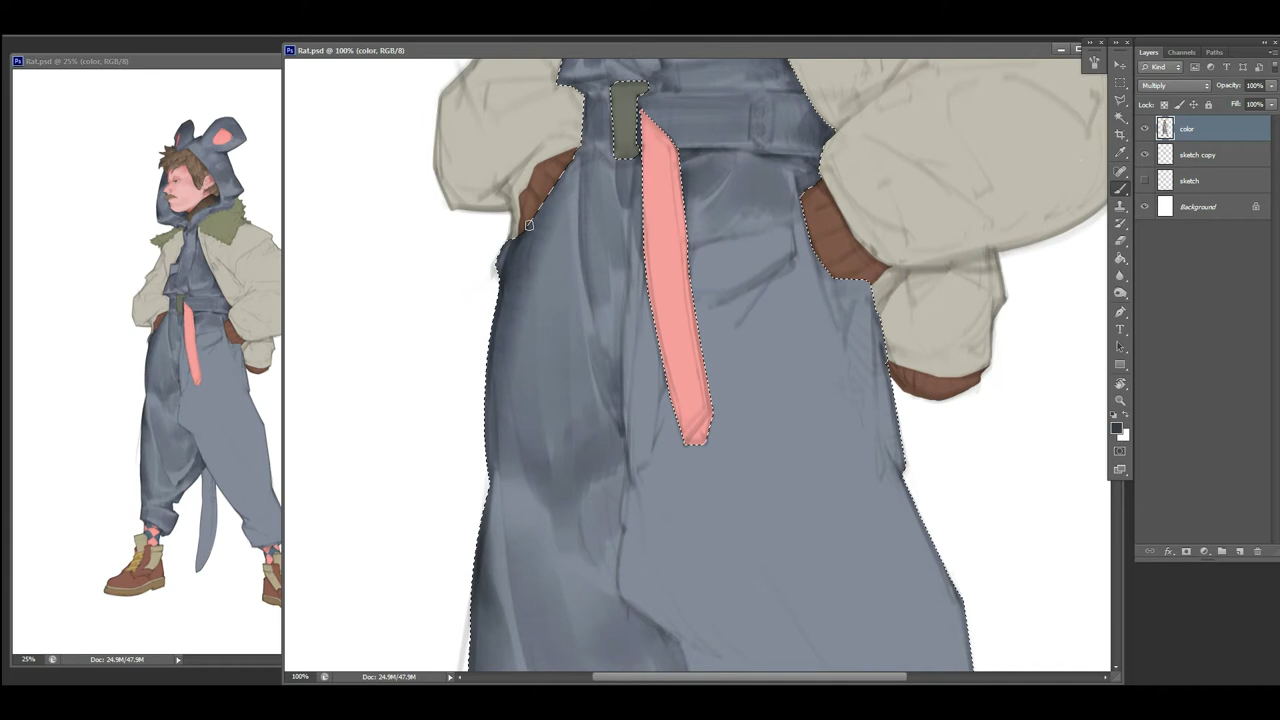 Rat.psd @ 100% (color, RGB/8)
Rat.psd @ 25% (color, RGB/8)
Layers Channels Paths
Kind
Multiply Opacity: 100%
Lock: Fill: 100%
color
sketch copy
sketch
Background
fx
25% Doc: 24.9M/47.9M
100% Doc: 24.9M/47.9M